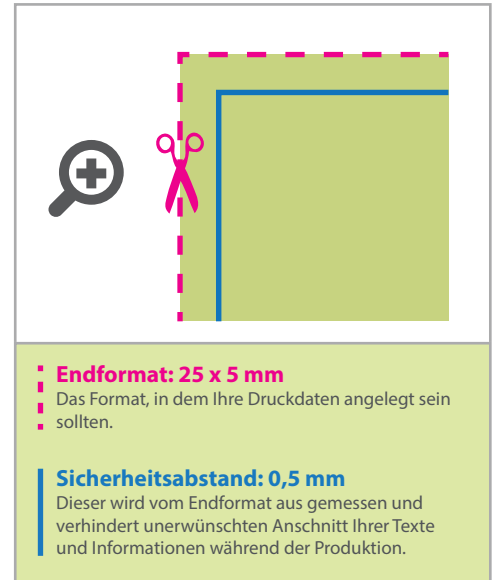 Endformat: 25 x 5 mm
Das Format, in dem Ihre Druckdaten angelegt sein
sollten.
Sicherheitsabstand: 0,5 mm
Dieser wird vom Endformat aus gemessen und
verhindert unerwünschten Anschnitt Ihrer Texte
und Informationen während der Produktion.